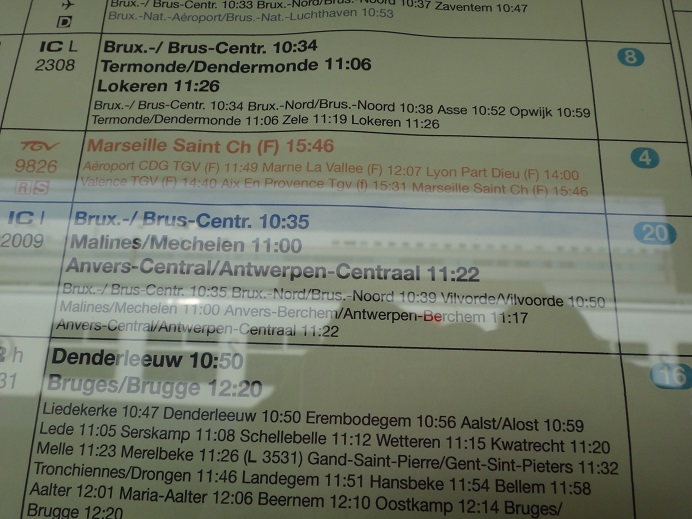 Brux.-/ Brus-Centr. 10:33 Brux.-Nord/Brus.-Noord 10:37 Zaventem 10:47
Brux.-Nat.-Aéroport/Brus.-Nat.-Luchthaven 10:53
D
IC L
2308
Brux.-/ Brus-Centr. 10:34
Termonde/Dendermonde 11:06
Lokeren 11:26
8
Brux.-/ Brus-Centr. 10:34 Brux.-Nord/Brus.-Noord 10:38 Asse 10:52 Opwijk 10:59
Termonde/Dendermonde 11:06 Zele 11:19 Lokeren 11:26
TGV
9826
R S
Marseille Saint Ch (F) 15:46
4
Aéroport CDG TGV (F) 11:49 Marne La Vallee (F) 12:07 Lyon Part Dieu (F) 14:00
Valence TGV (F) 14:40 Aix En Provence Tgv (f) 15:31 Marseille Saint Ch (F) 15:46
IC I
2009
Brux.-/ Brus-Centr. 10:35
Malines/Mechelen 11:00
Anvers-Central/Antwerpen-Centraal 11:22
20
Brux.-/ Brus-Centr. 10:35 Brux.-Nord/Brus.-Noord 10:39 Vilvorde/Vilvoorde 10:50
Malines/Mechelen 11:00 Anvers-Berchem/Antwerpen-Berchem 11:17
Anvers-Central/Antwerpen-Centraal 11:22
/h
31
Denderleeuw 10:50
Bruges/Brugge 12:20
16
Liedekerke 10:47 Denderleeuw 10:50 Erembodegem 10:56 Aalst/Alost 10:59
Lede 11:05 Serskamp 11:08 Schellebelle 11:12 Wetteren 11:15 Kwatrecht 11:20
Melle 11:23 Merelbeke 11:26 (L 3531) Gand-Saint-Pierre/Gent-Sint-Pieters 11:32
Tronchiennes/Drongen 11:46 Landegem 11:51 Hansbeke 11:54 Bellem 11:58
Aalter 12:01 Maria-Aalter 12:06 Beernem 12:10 Oostkamp 12:14 Bruges/
Brugge 12:20